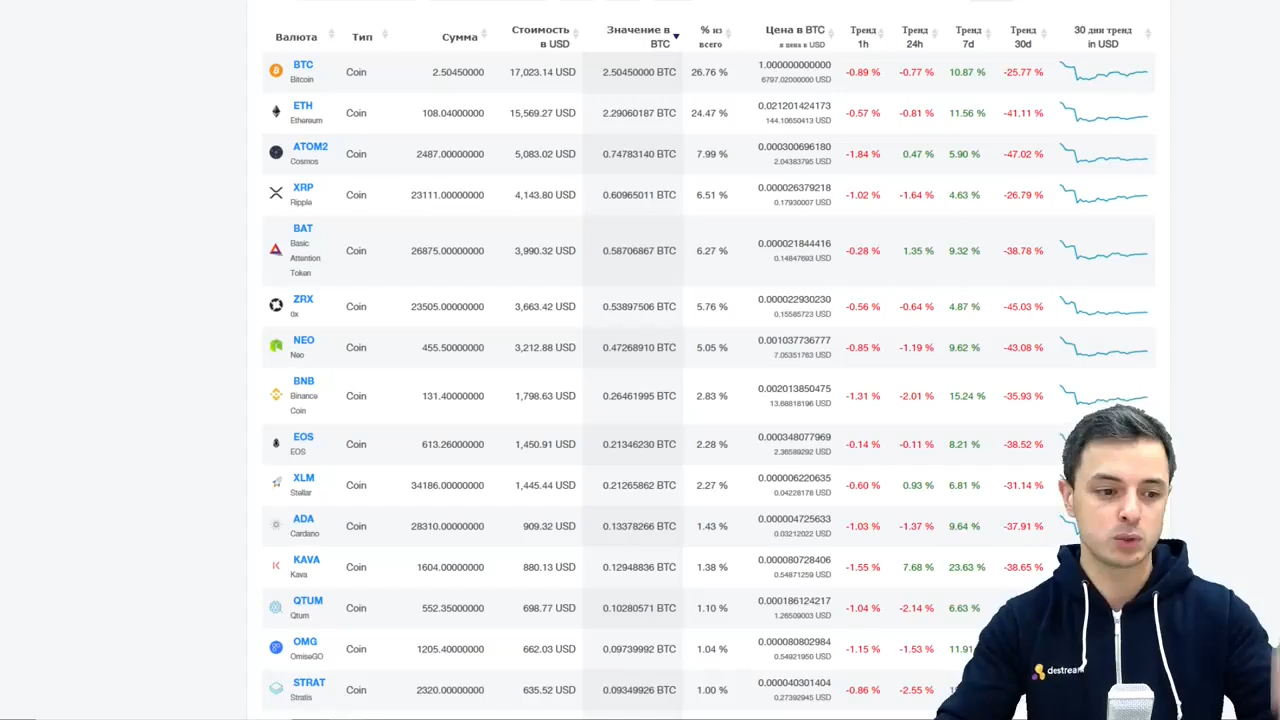 Валюта Тип Сумма Стоимость в USD Значение в BTC % из всего Цена в BTC и цена в USD Тренд 1h Тренд 24h Тренд 7d Тренд 30d 30 дни тренд in USD
BTC Bitcoin Coin 2.50450000 17,023.14 USD 2.50450000 BTC 26.76 % 1.000000000000 6797.02000000 USD -0.89 % -0.77 % 10.87 % -25.77 %
ETH Ethereum Coin 108.04000000 15,569.27 USD 2.29060187 BTC 24.47 % 0.021201424173 144.10650413 USD -0.57 % -0.81 % 11.56 % -41.11 %
ATOM2 Cosmos Coin 2487.00000000 5,083.02 USD 0.74783140 BTC 7.99 % 0.000300696180 2.04383795 USD -1.84 % 0.47 % 5.90 % -47.02 %
XRP Ripple Coin 23111.00000000 4,143.80 USD 0.60965011 BTC 6.51 % 0.000026379218 0.17930007 USD -1.02 % -1.64 % 4.63 % -26.79 %
BAT Basic Attention Token Coin 26875.00000000 3,990.32 USD 0.58706867 BTC 6.27 % 0.000021844416 0.14847693 USD -0.28 % 1.35 % 9.32 % -38.78 %
ZRX 0x Coin 23505.00000000 3,663.42 USD 0.53897506 BTC 5.76 % 0.000022930230 0.15585723 USD -0.56 % -0.64 % 4.87 % -45.03 %
NEO Neo Coin 455.50000000 3,212.88 USD 0.47268910 BTC 5.05 % 0.001037736777 7.05351763 USD -0.85 % -1.19 % 9.62 % -43.08 %
BNB Binance Coin Coin 131.40000000 1,798.63 USD 0.26461995 BTC 2.83 % 0.002013850475 13.68818196 USD -1.31 % -2.01 % 15.24 % -35.93 %
EOS EOS Coin 613.26000000 1,450.91 USD 0.21346230 BTC 2.28 % 0.000348077969 2.36589292 USD -0.14 % -0.11 % 8.21 % -38.52 %
XLM Stellar Coin 34186.00000000 1,445.44 USD 0.21265862 BTC 2.27 % 0.000006220635 0.04228178 USD -0.60 % 0.93 % 6.81 % -31.14 %
ADA Cardano Coin 28310.00000000 909.32 USD 0.13378266 BTC 1.43 % 0.000004725633 0.03212022 USD -1.03 % -1.37 % 9.64 % -37.91 %
KAVA Kava Coin 1604.00000000 880.13 USD 0.12948836 BTC 1.38 % 0.000080728406 0.54871259 USD -1.55 % 7.68 % 23.63 % -38.65 %
QTUM Qtum Coin 552.35000000 698.77 USD 0.10280571 BTC 1.10 % 0.000186124217 1.26509003 USD -1.04 % -2.14 % 6.63 %
OMG OmiseGO Coin 1205.40000000 662.03 USD 0.09739992 BTC 1.04 % 0.000080802984 0.54921950 USD -1.15 % -1.53 % 11.91
STRAT Stratis Coin 2320.00000000 635.52 USD 0.09349926 BTC 1.00 % 0.000040301404 0.27392945 USD -0.86 % -2.55 %
destream